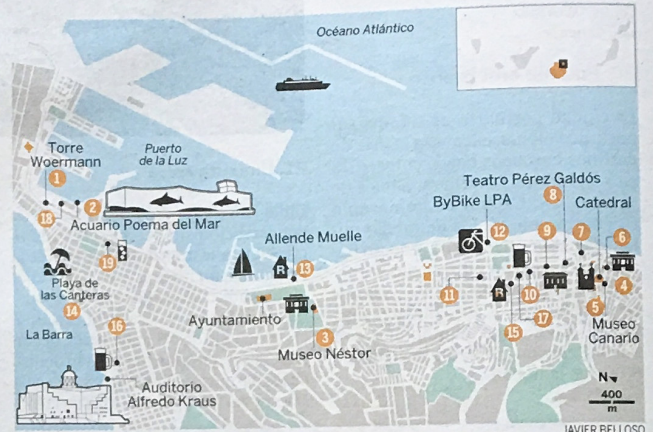 Océano Atlántico
Torre
Woermann
1
Puerto
de la Luz
18
2
Acuario Poema del Mar
19
Playa de
las Canteras
14
La Barra
16
Auditorio
Alfredo Kraus
Allende Muelle
R
13
Ayuntamiento
3
Museo Néstor
Teatro Pérez Galdós
8
ByBike LPA
Catedral
12
9
7
6
11
R
10
4
5
15
17
Museo
Canario
N
400
m
JAVIER BELLOSO